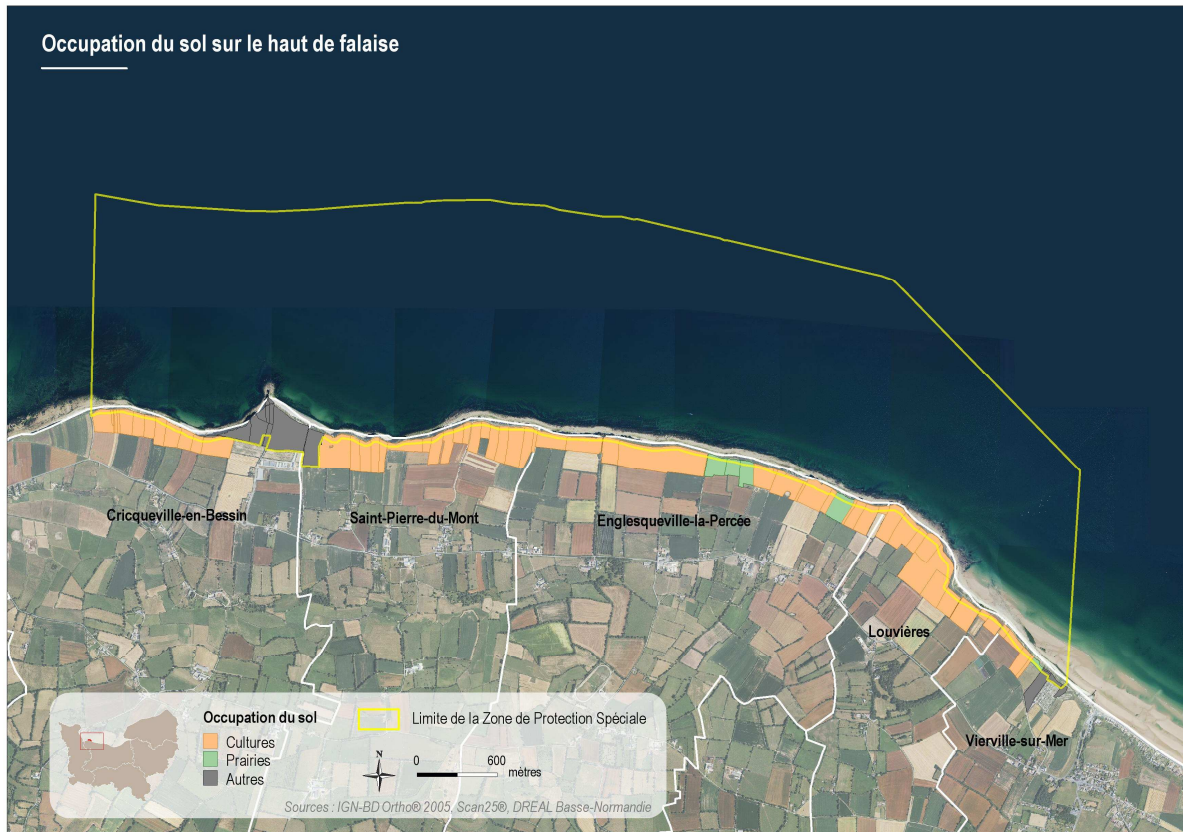 Occupation du sol sur le haut de falaise
Cricqueville-en-Bessin
Saint-Pierre-du-Mont
Englesqueville-la-Percée
Louvières
Vierville-sur-Mer
Occupation du sol
Cultures
Prairies
Autres
Limite de la Zone de Protection Spéciale
N
0 600
mètres
Sources : IGN-BD Ortho® 2005, Scan25®, DREAL Basse-Normandie